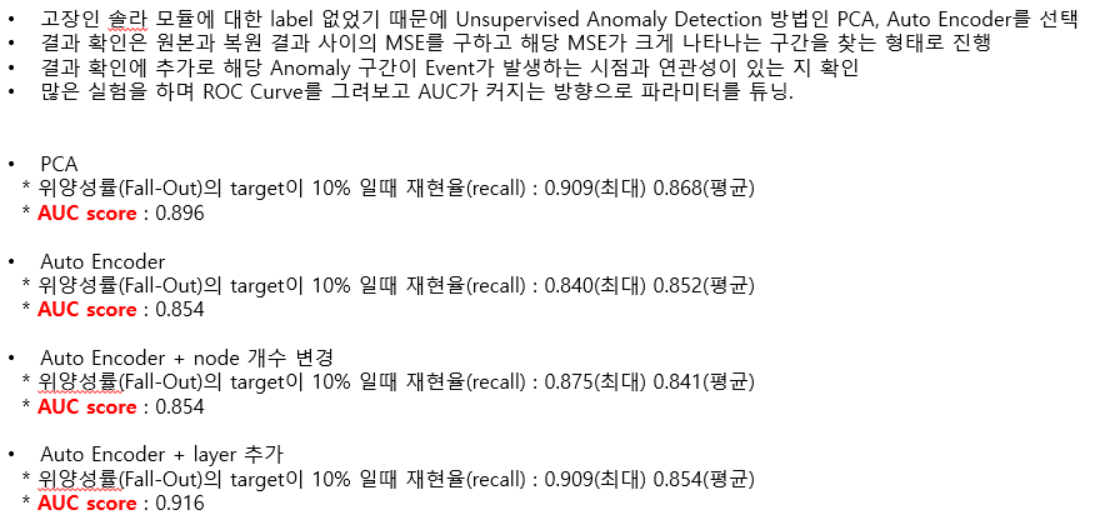 • 고장인 솔라 모듈에 대한 label 없었기 때문에 Unsupervised Anomaly Detection 방법인 PCA, Auto Encoder를 선택
• 결과 확인은 원본과 복원 결과 사이의 MSE를 구하고 해당 MSE가 크게 나타나는 구간을 찾는 형태로 진행
• 결과 확인에 추가로 해당 Anomaly 구간이 Event가 발생하는 시점과 연관성이 있는 지 확인
• 많은 실험을 하며 ROC Curve를 그려보고 AUC가 커지는 방향으로 파라미터를 튜닝.
• PCA
* 위양성률(Fall-Out)의 target이 10% 일때 재현율(recall) : 0.909(최대) 0.868(평균)
* AUC score : 0.896
• Auto Encoder
* 위양성률(Fall-Out)의 target이 10% 일때 재현율(recall) : 0.840(최대) 0.852(평균)
* AUC score : 0.854
• Auto Encoder + node 개수 변경
* 위양성률(Fall-Out)의 target이 10% 일때 재현율(recall) : 0.875(최대) 0.841(평균)
* AUC score : 0.854
• Auto Encoder + layer 추가
* 위양성률(Fall-Out)의 target이 10% 일때 재현율(recall) : 0.909(최대) 0.854(평균)
* AUC score : 0.916